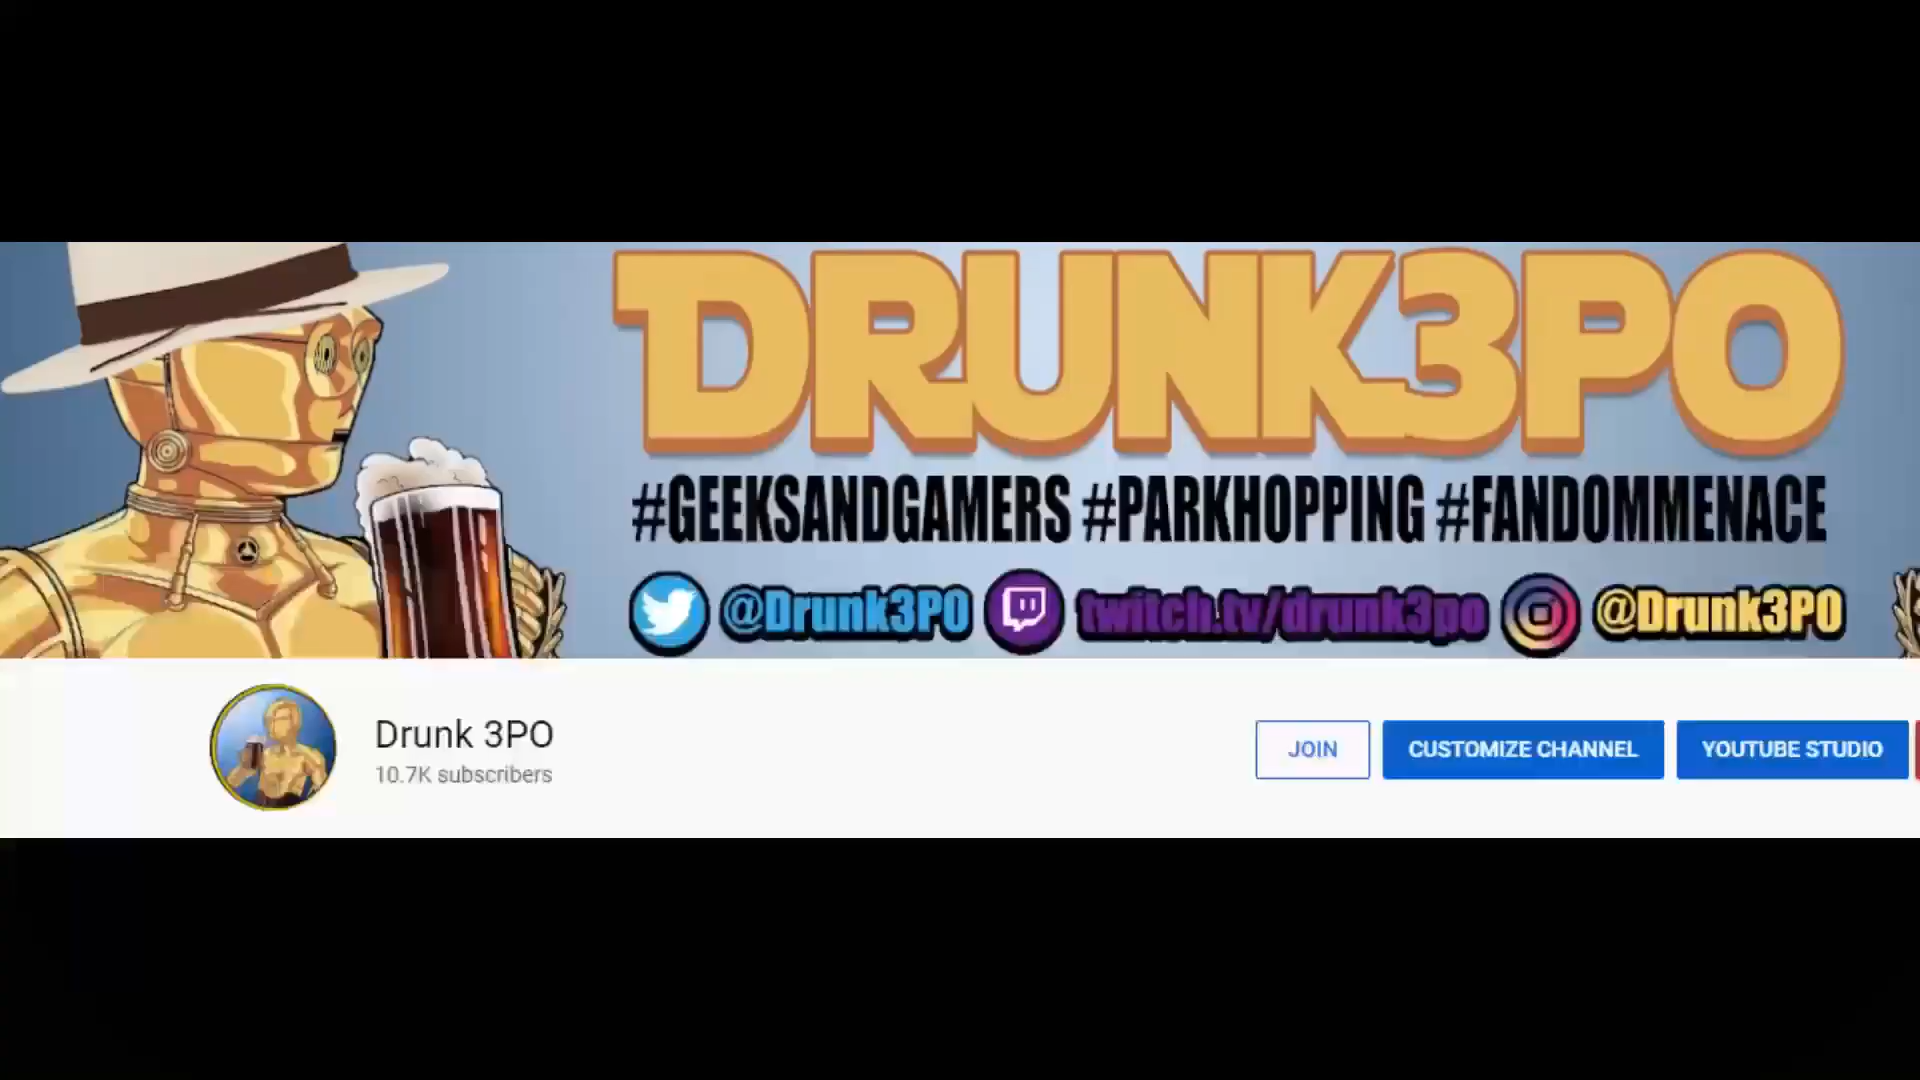 DRUNK3PO
#GEEKSANDGAMERS #PARKHOPPING #FANDOMMENACE
@Drunk3PO twitch.tv/drunk3po @Drunk3PO
Drunk 3PO
10.7K subscribers
JOIN CUSTOMIZE CHANNEL YOUTUBE STUDIO